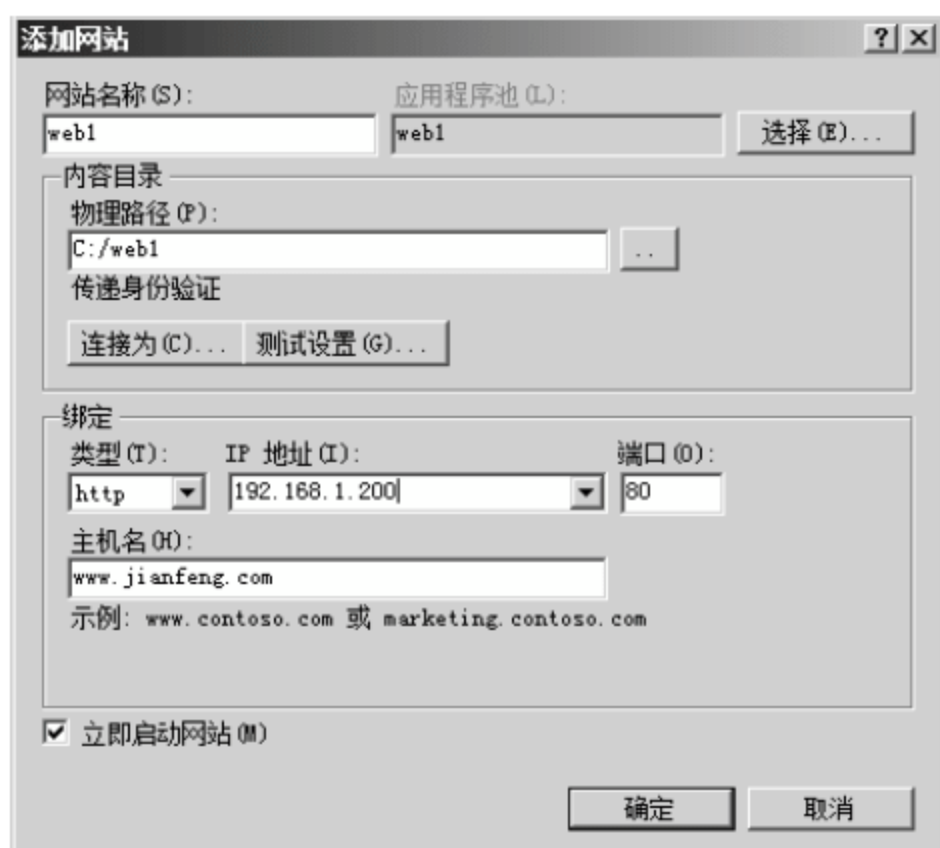 添加网站
网站名称(S): 应用程序池(L):
web1 web1 选择(E)...
内容目录
物理路径(P):
C:/web1 ..
传递身份验证
连接为(C)... 测试设置(G)...
绑定
类型(T): IP 地址(I): 端口(O):
http 192.168.1.200 80
主机名(H):
www.jianfeng.com
示例: www.contoso.com 或 marketing.contoso.com
立即启动网站(M)
确定 取消